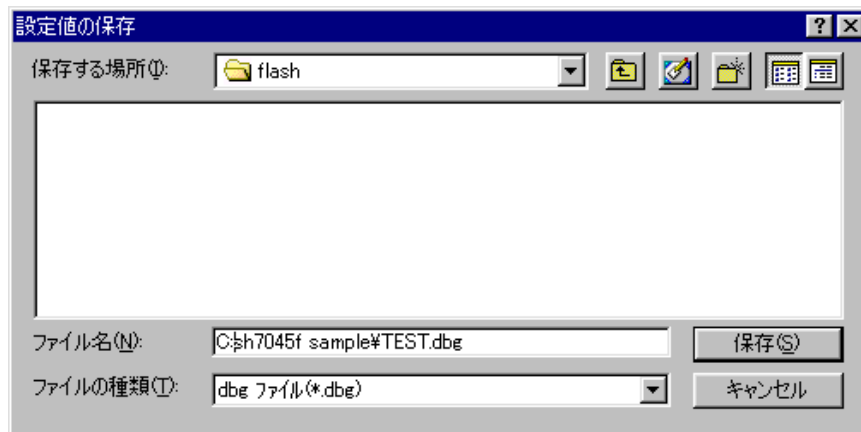 設定値の保存
保存する場所(I): flash
ファイル名(N): C:¥sh7045f sample¥TEST.dbg 保存(S)
ファイルの種類(T): dbg ファイル(*.dbg) キャンセル